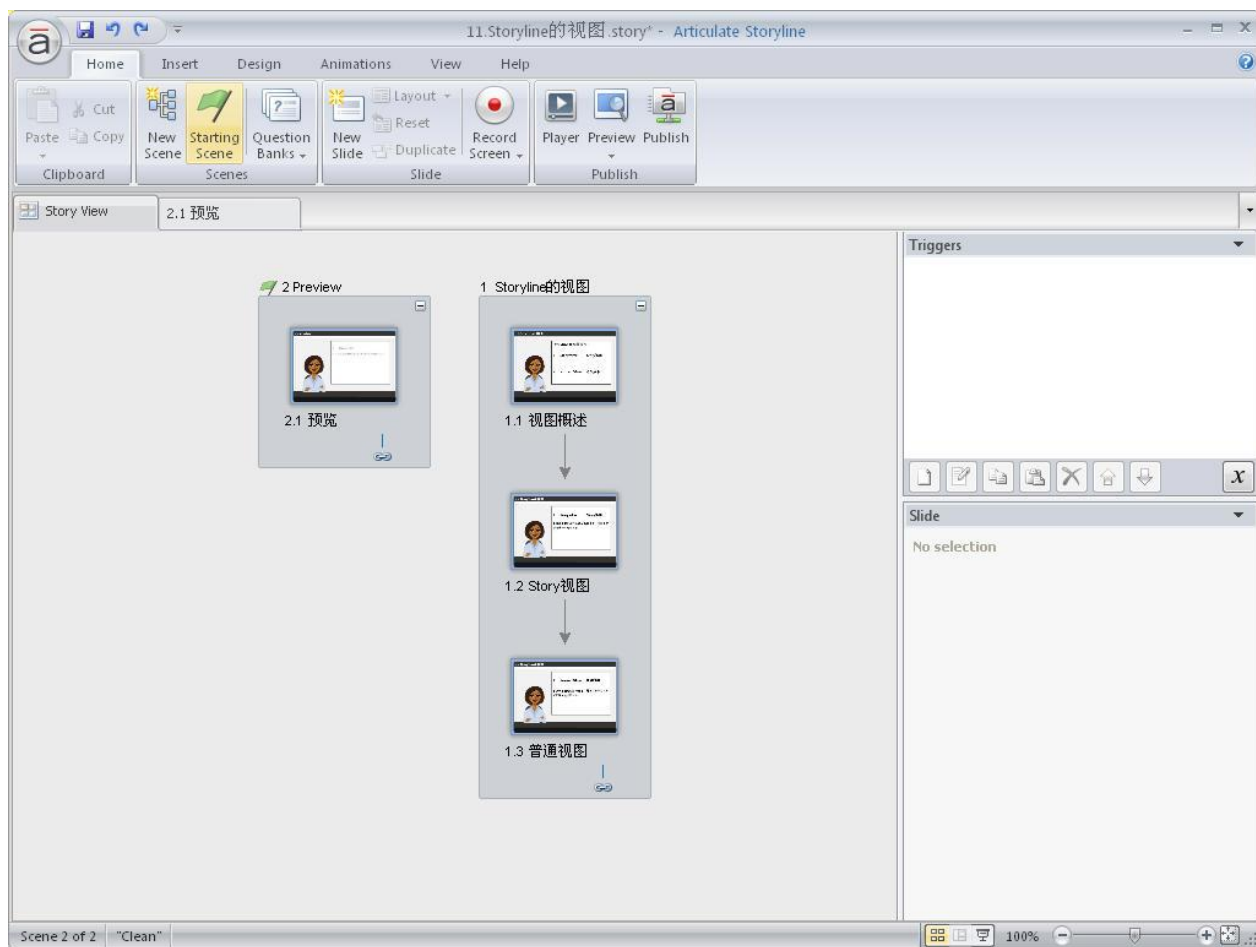 11.Storyline的视图.story* - Articulate Storyline
Home Insert Design Animations View Help
Paste
Cut
Copy
Clipboard
New Scene
Starting Scene
Question Banks
Scenes
New Slide
Layout
Reset
Duplicate
Record Screen
Slide
Player
Preview
Publish
Publish
Story View
2.1 预览
2 Preview
2.1 预览
1 Storyline的视图
1.1 视图概述
1.2 Story视图
1.3 普通视图
Triggers
x
Slide
No selection
Scene 2 of 2 "Clean" 100%